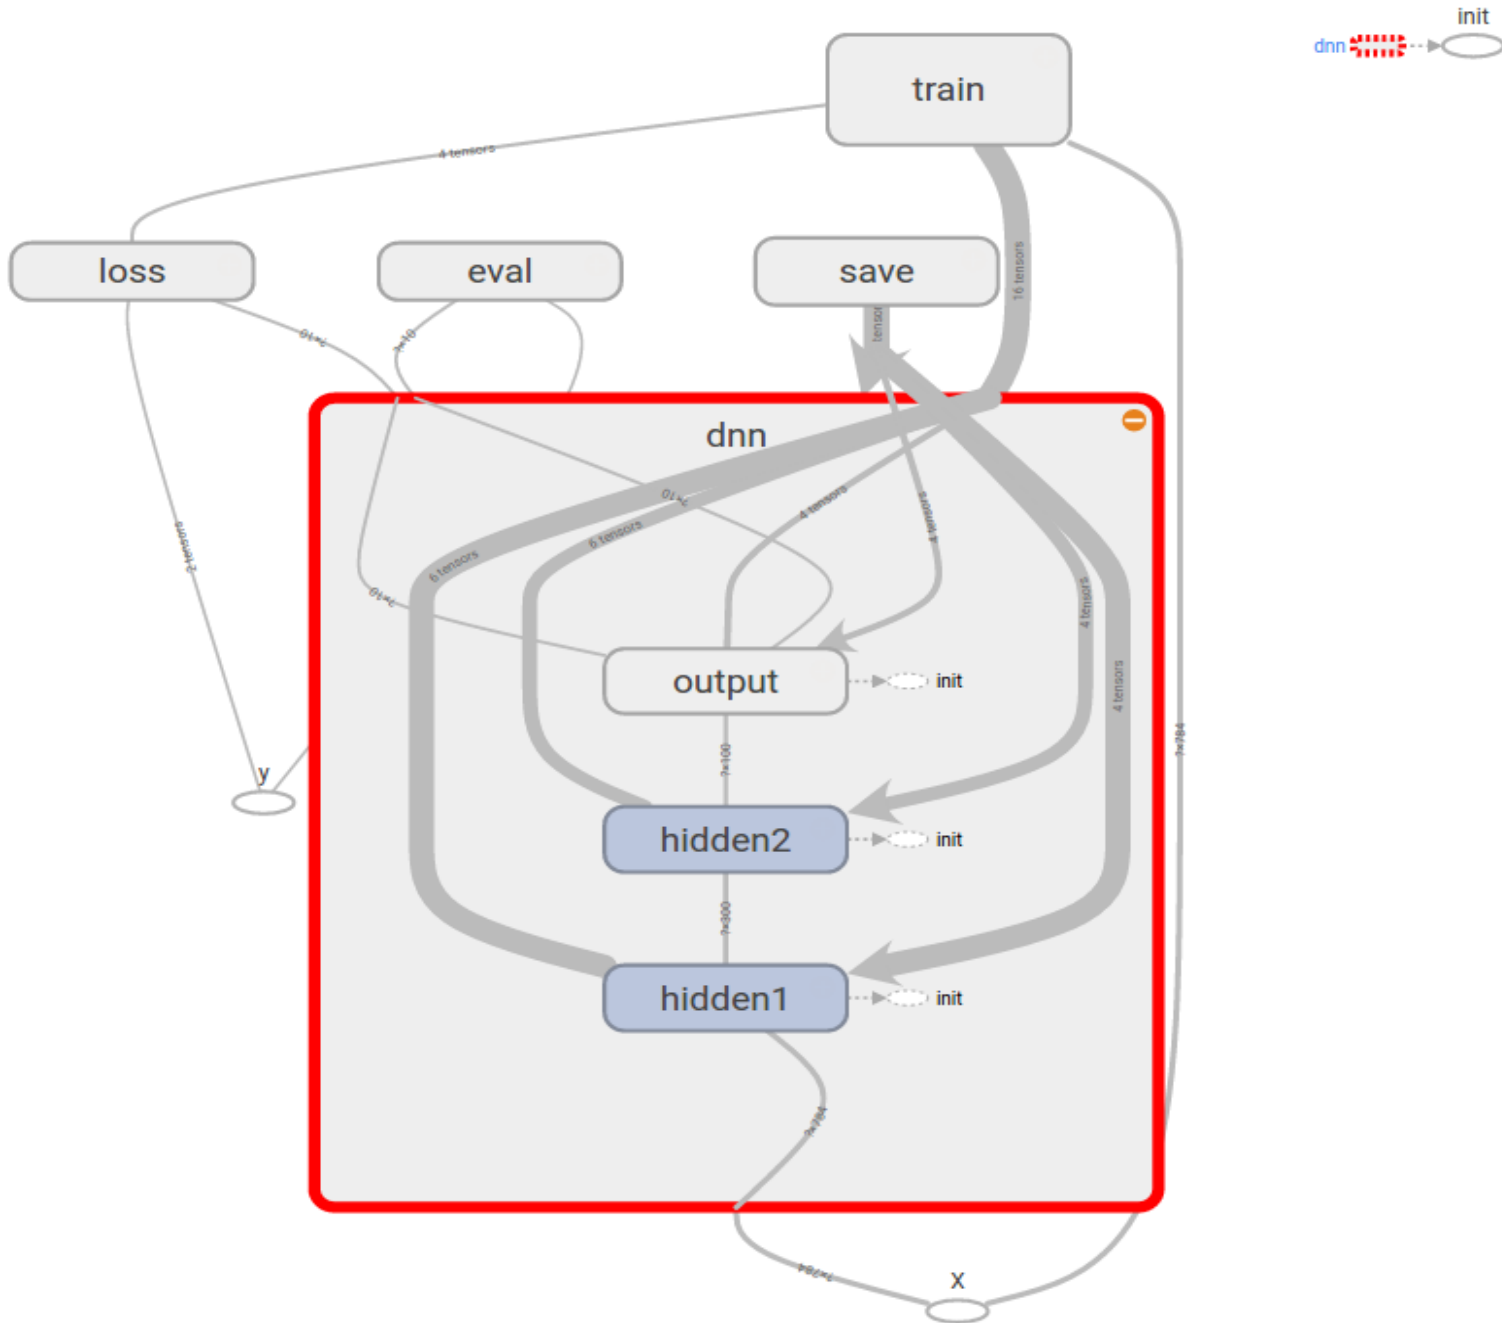 init
dnn
train
4 tensors
loss
eval
save
16 tensors
?×10
?×10
tensor
dnn
?×10
4 tensors
4 tensors
6 tensors
6 tensors
2 tensors
?×10
4 tensors
output
init
4 tensors
?×100
?×784
y
hidden2
init
?×300
hidden1
init
?×784
?×784
x